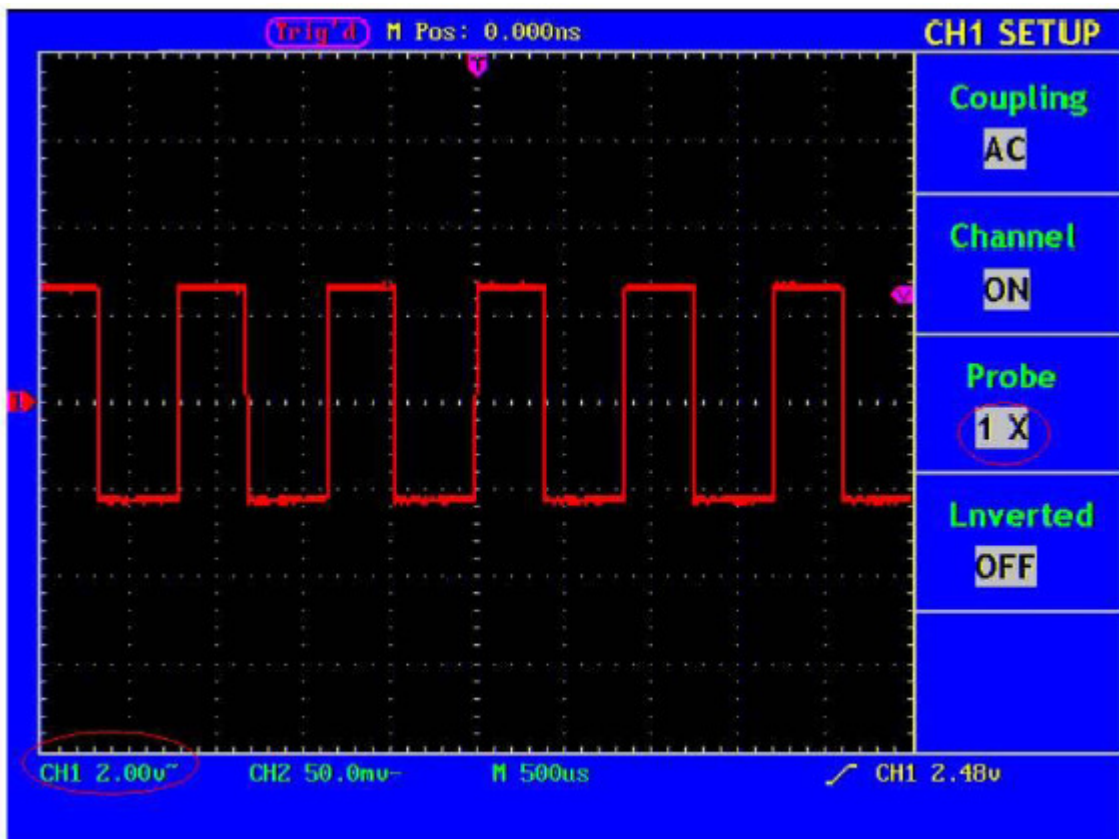 Trig'd M Pos: 0.000ns CH1 SETUP
T
Coupling
AC
Channel
ON
Probe
1 X
Lnverted
OFF
1
CH1 2.00v~ CH2 50.0mv- M 500us CH1 2.48v